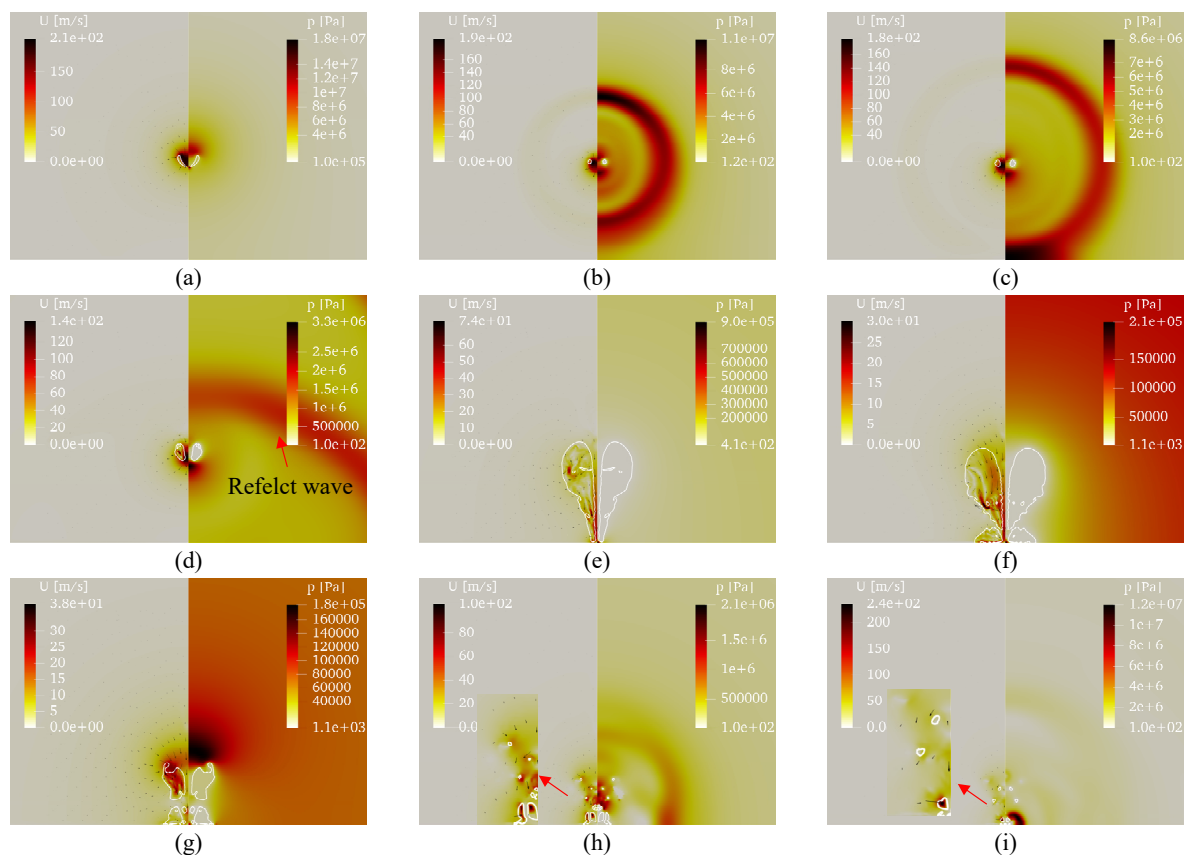 U [m/s] p [Pa]
2.1e+02 1.8e+07
150 1.4e+7
1.2e+7
100 1e+7
8e+6
50 6e+6
4e+6
0.0e+00 1.0e+05
(a)
U [m/s] p [Pa]
1.9e+02 1.1e+07
160
140 8e+6
120
100 6e+6
80
60 4e+6
40
20 2e+6
0.0e+00 1.2e+02
(b)
U [m/s] p [Pa]
1.8e+02 8.6e+06
140 7e+6
120 6e+6
100 5e+6
80 4e+6
60 3e+6
40 2e+6
20
0.0e+00 1.0e+02
(c)
U [m/s] p [Pa]
1.4e+02 3.3e+06
120
100 2.5e+6
80 2e+6
60 1.5e+6
40 1e+6
20 500000
0.0e+00 1.0e+02
Refelct wave
(d)
U [m/s] p [Pa]
7.4e+01 9.0e+05
60 700000
50 600000
40 500000
30 400000
20 300000
10 200000
0.0e+00 4.1e+02
(e)
U [m/s] p [Pa]
3.0e+01 2.1e+05
25
20 150000
15 100000
10
5 50000
0.0e+00 1.1e+03
(f)
U [m/s] p [Pa]
3.8e+01 1.8e+05
160000
30 140000
25 120000
20 100000
15 80000
10 60000
5 40000
0.0e+00 1.1e+03
(g)
U [m/s] p [Pa]
1.0e+02 2.1e+06
80 1.5e+6
60
1e+6
40
20 500000
0.0e+00 1.0e+02
(h)
U [m/s] p [Pa]
2.4e+02 1.2e+07
200 1e+7
150 8e+6
100 6e+6
4e+6
50 2e+6
0.0e+00 1.0e+02
(i)